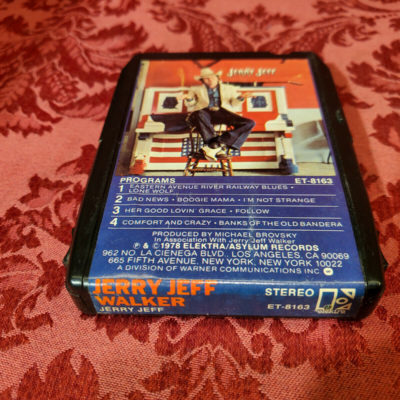 Jerry Jeff
PROGRAMS ET-8163
1 EASTERN AVENUE RIVER RAILWAY BLUES •
LONE WOLF
2 BAD NEWS • BOOGIE MAMA • I'M NOT STRANGE
3 HER GOOD LOVIN' GRACE • FOLLOW
4 COMFORT AND CRAZY • BANKS OF THE OLD BANDERA
PRODUCED BY MICHAEL BROVSKY
In Association With Jerry Jeff Walker
℗ & © 1978 ELEKTRA/ASYLUM RECORDS
962 NO. LA CIENEGA BLVD., LOS ANGELES, CA 90069
665 FIFTH AVENUE, NEW YORK, NEW YORK 10022
A DIVISION OF WARNER COMMUNICATIONS INC.
JERRY JEFF
WALKER
JERRY JEFF
STEREO
ET-8163